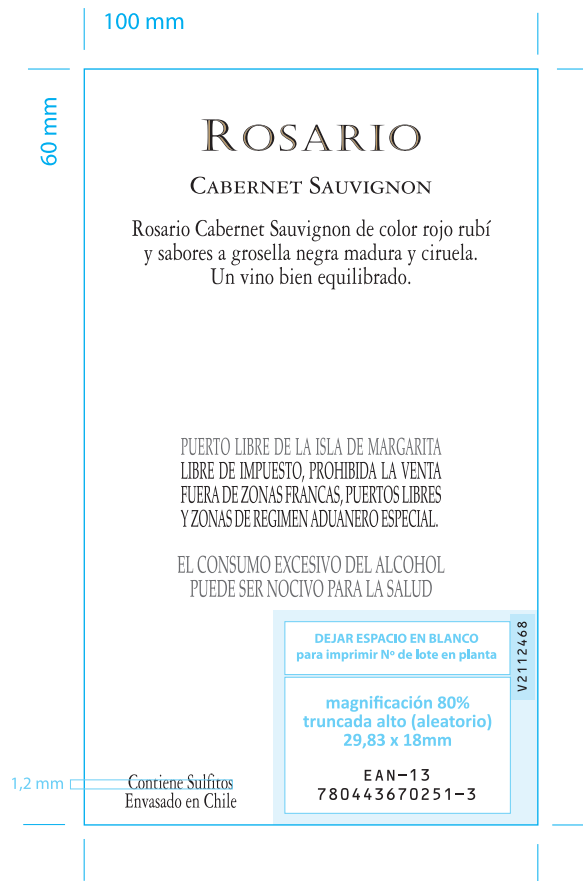 100 mm
60 mm
ROSARIO
CABERNET SAUVIGNON
Rosario Cabernet Sauvignon de color rojo rubí
y sabores a grosella negra madura y ciruela.
Un vino bien equilibrado.
PUERTO LIBRE DE LA ISLA DE MARGARITA
LIBRE DE IMPUESTO, PROHIBIDA LA VENTA
FUERA DE ZONAS FRANCAS, PUERTOS LIBRES
Y ZONAS DE REGIMEN ADUANERO ESPECIAL.
EL CONSUMO EXCESIVO DEL ALCOHOL
PUEDE SER NOCIVO PARA LA SALUD
DEJAR ESPACIO EN BLANCO
para imprimir Nº de lote en planta
V2112468
magnificación 80%
truncada alto (aleatorio)
29,83 x 18mm
EAN-13
780443670251-3
1,2 mm
Contiene Sulfitos
Envasado en Chile